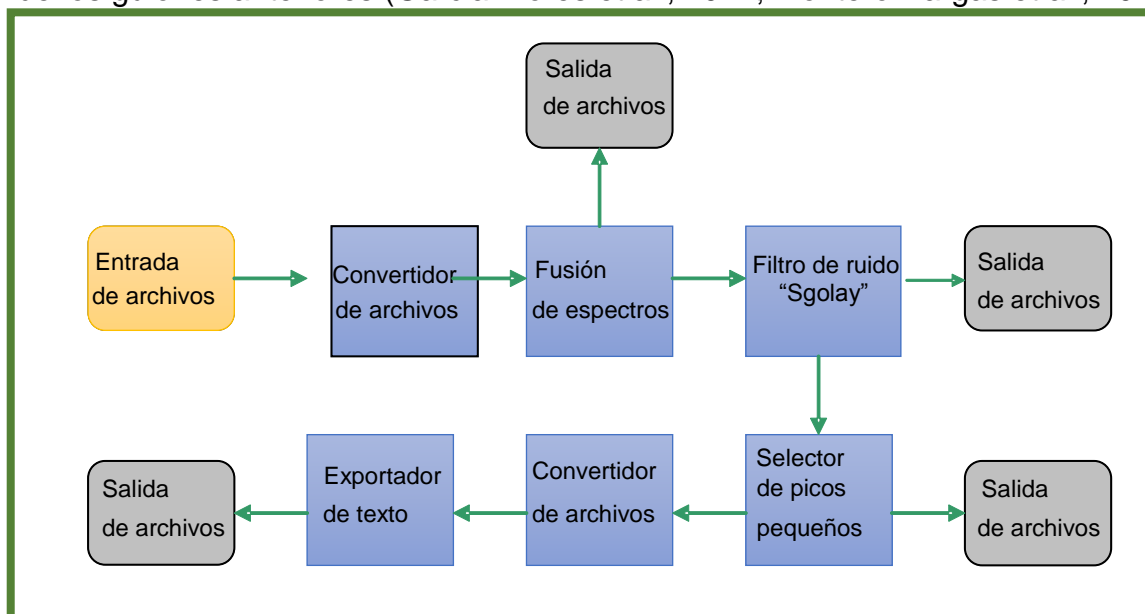 Salida
de archivos
Entrada
de archivos
Convertidor
de archivos
Fusión
de espectros
Filtro de ruido
“Sgolay”
Salida
de archivos
Salida
de archivos
Exportador
de texto
Convertidor
de archivos
Selector
de picos
pequeños
Salida
de archivos